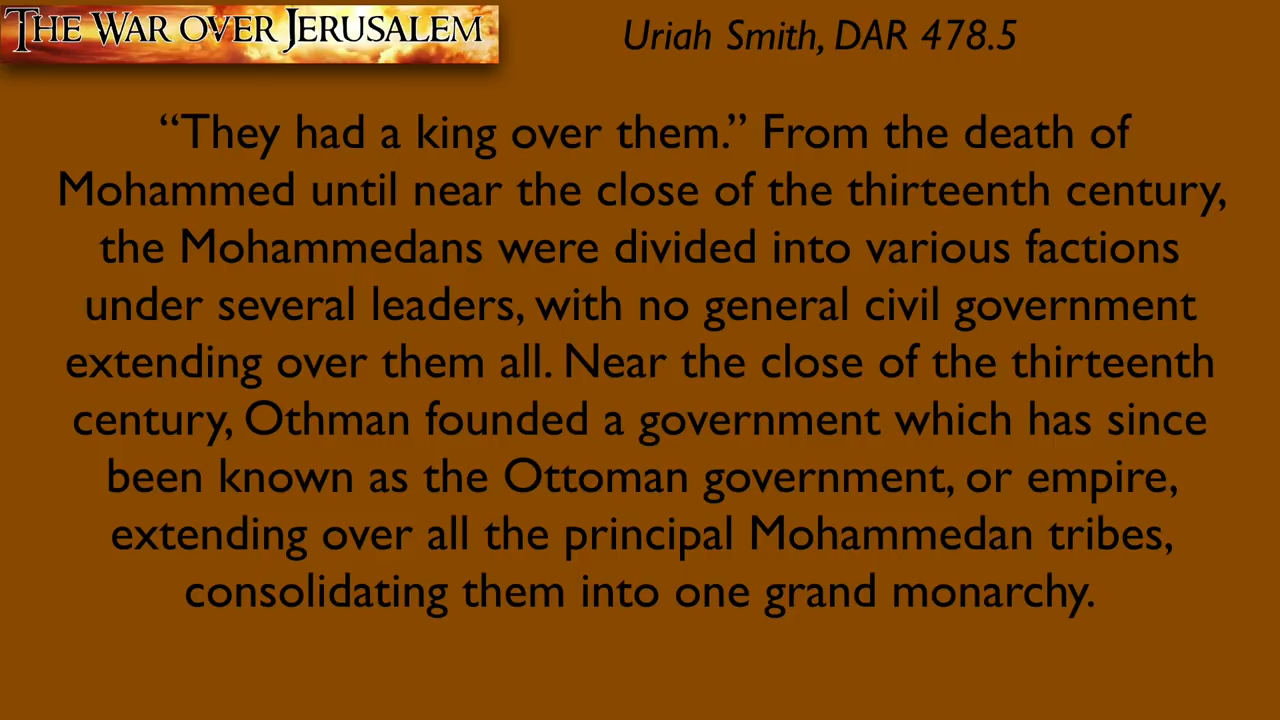 THE WAR OVER JERUSALEM
Uriah Smith, DAR 478.5
“They had a king over them.” From the death of
Mohammed until near the close of the thirteenth century,
the Mohammedans were divided into various factions
under several leaders, with no general civil government
extending over them all. Near the close of the thirteenth
century, Othman founded a government which has since
been known as the Ottoman government, or empire,
extending over all the principal Mohammedan tribes,
consolidating them into one grand monarchy.